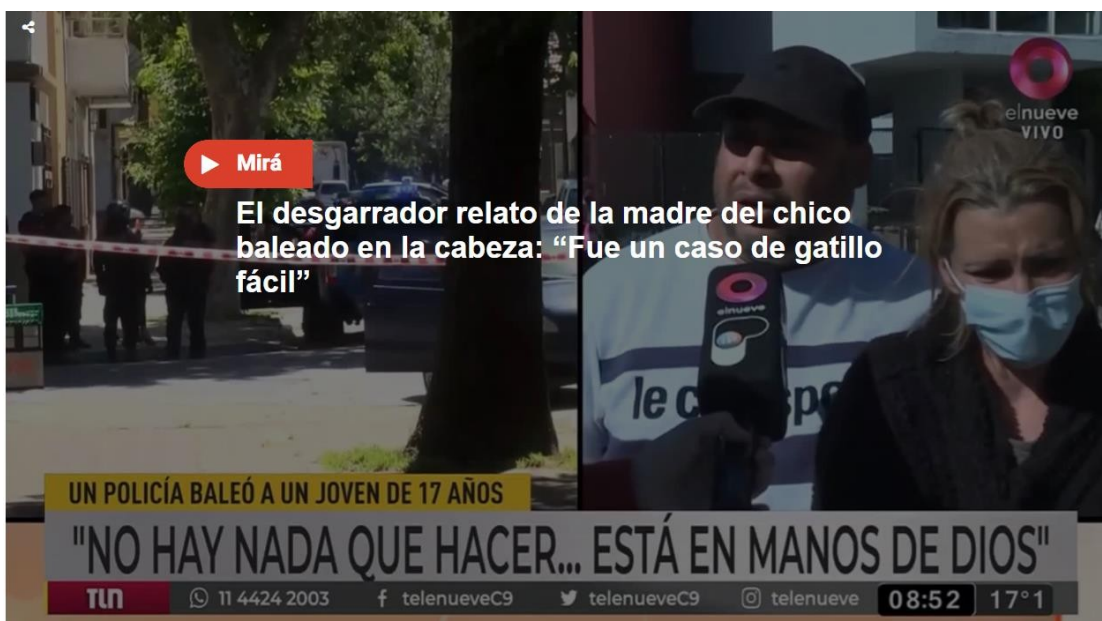 elnueve
VIVO
Mirá
El desgarrador relato de la madre del chico
baleado en la cabeza: “Fue un caso de gatillo
fácil”
elnueve
le c
spo
UN POLICÍA BALEÓ A UN JOVEN DE 17 AÑOS
"NO HAY NADA QUE HACER... ESTÁ EN MANOS DE DIOS"
TLN 11 4424 2003 telenueveC9 telenueveC9 telenueve 08:52 17°1